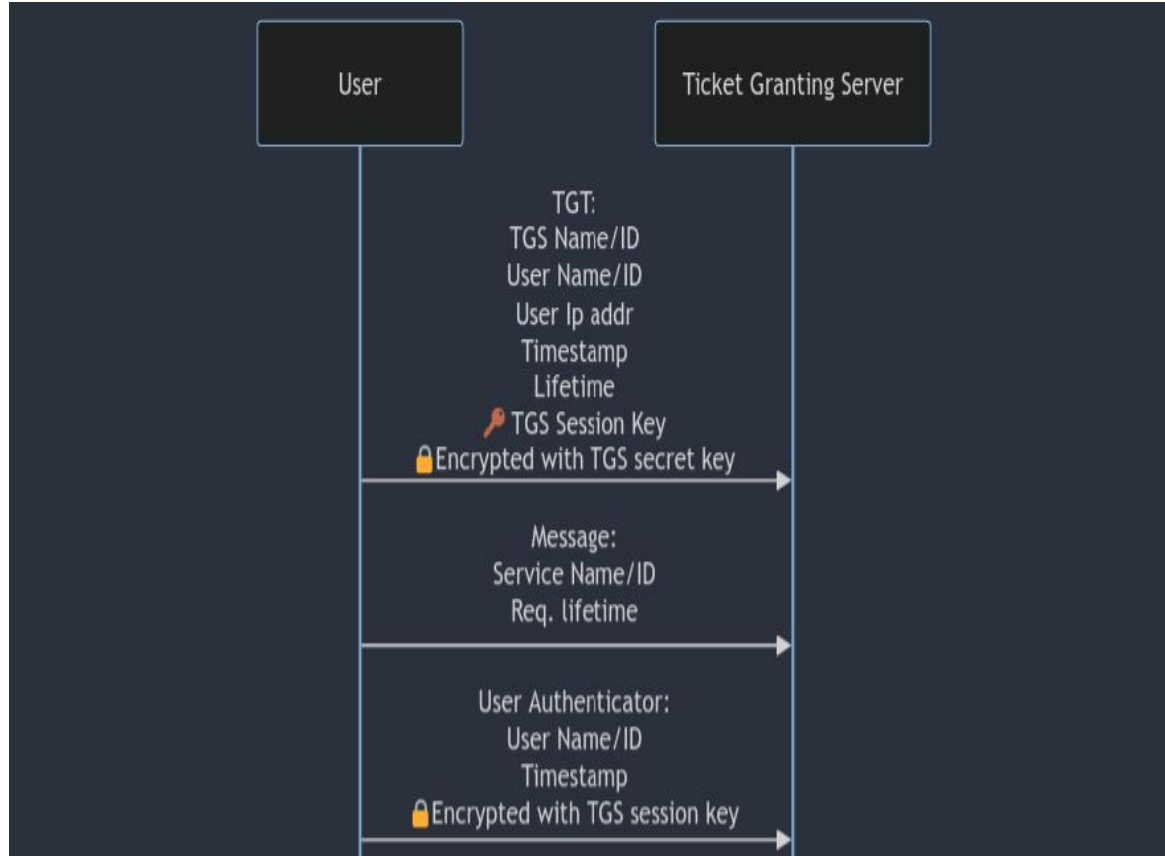 User
Ticket Granting Server
TGT:
TGS Name/ID
User Name/ID
User Ip addr
Timestamp
Lifetime
TGS Session Key
Encrypted with TGS secret key
Message:
Service Name/ID
Req. lifetime
User Authenticator:
User Name/ID
Timestamp
Encrypted with TGS session key